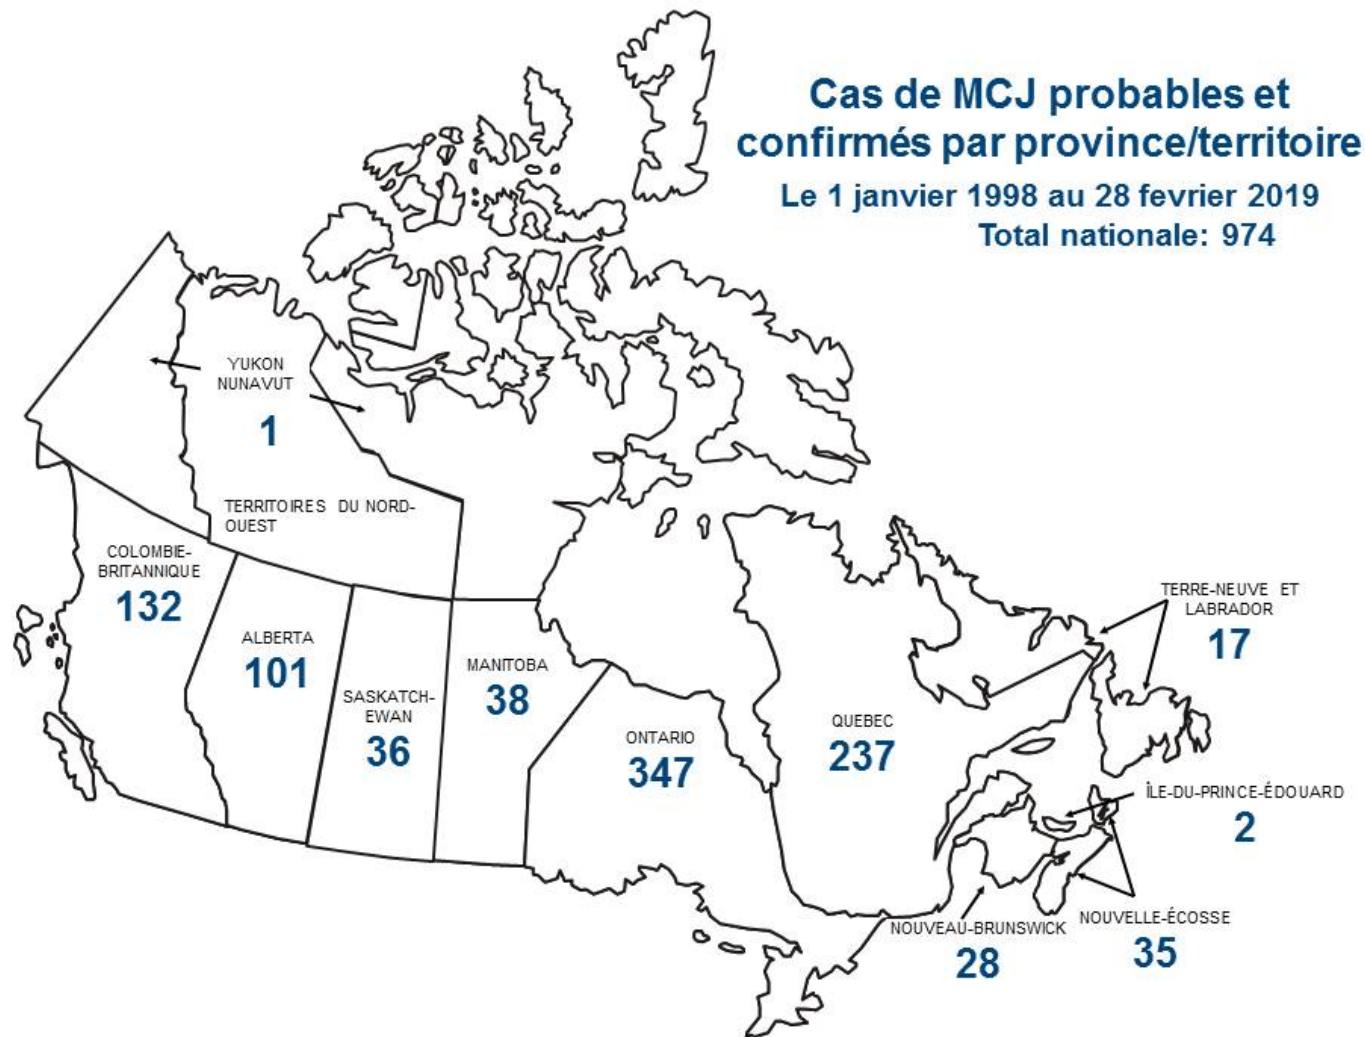 Cas de MCJ probables et
confirmés par province/territoire
Le 1 janvier 1998 au 28 fevrier 2019
Total nationale: 974
YUKON
NUNAVUT
1
TERRITOIRES DU NORD-
OUEST
COLOMBIE-
BRITANNIQUE
132
ALBERTA
101
SASKATCH-
EWAN
36
MANITOBA
38
ONTARIO
347
QUEBEC
237
TERRE-NEUVE ET
LABRADOR
17
ÎLE-DU-PRINCE-ÉDOUARD
2
NOUVELLE-ÉCOSSE
35
NOUVEAU-BRUNSWICK
28